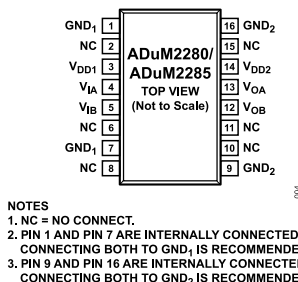 GND₁ 1
NC 2
VDD1 3
VIA 4
VIB 5
NC 6
GND₁ 7
NC 8
ADuM2280/
ADuM2285
TOP VIEW
(Not to Scale)
16 GND₂
15 NC
14 VDD2
13 VOA
12 VOB
11 NC
10 NC
9 GND₂
004
NOTES
1. NC = NO CONNECT.
2. PIN 1 AND PIN 7 ARE INTERNALLY CONNECTED
CONNECTING BOTH TO GND₁ IS RECOMMENDE
3. PIN 9 AND PIN 16 ARE INTERNALLY CONNECTE
CONNECTING BOTH TO GND₂ IS RECOMMENDE